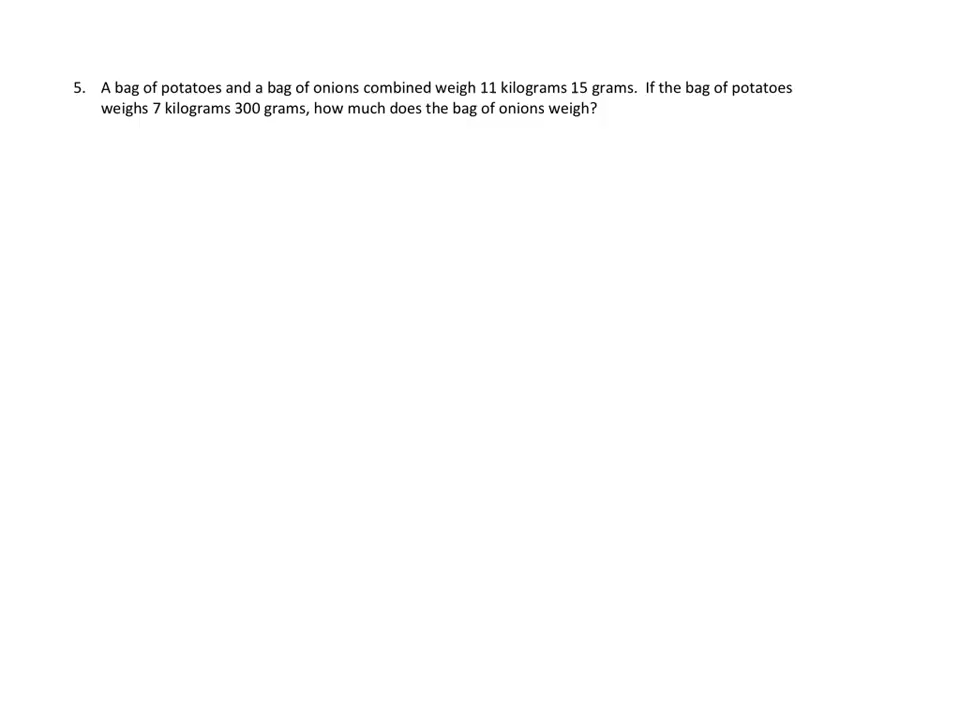 5. A bag of potatoes and a bag of onions combined weigh 11 kilograms 15 grams. If the bag of potatoes
weighs 7 kilograms 300 grams, how much does the bag of onions weigh?